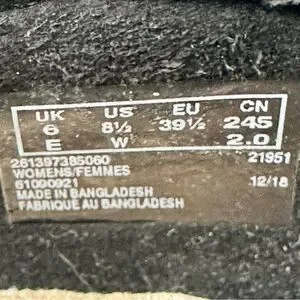 UK US EU CN
6 8½ 39½ 245
E W 2.0
261397385060 21951
WOMENS/FEMMES
61090921 12/18
MADE IN BANGLADESH
FABRIQUE AU BANGLADESH